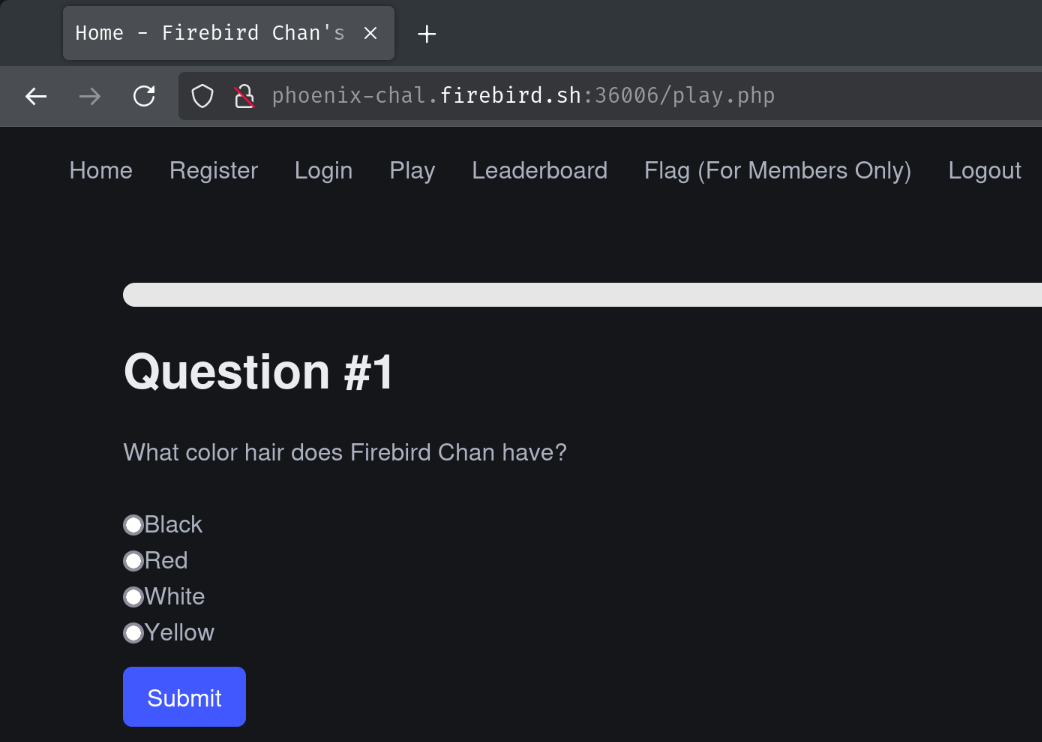 Home - Firebird Chan's
phoenix-chal.firebird.sh:36006/play.php
Home Register Login Play Leaderboard Flag (For Members Only) Logout
Question #1
What color hair does Firebird Chan have?
Black
Red
White
Yellow
Submit